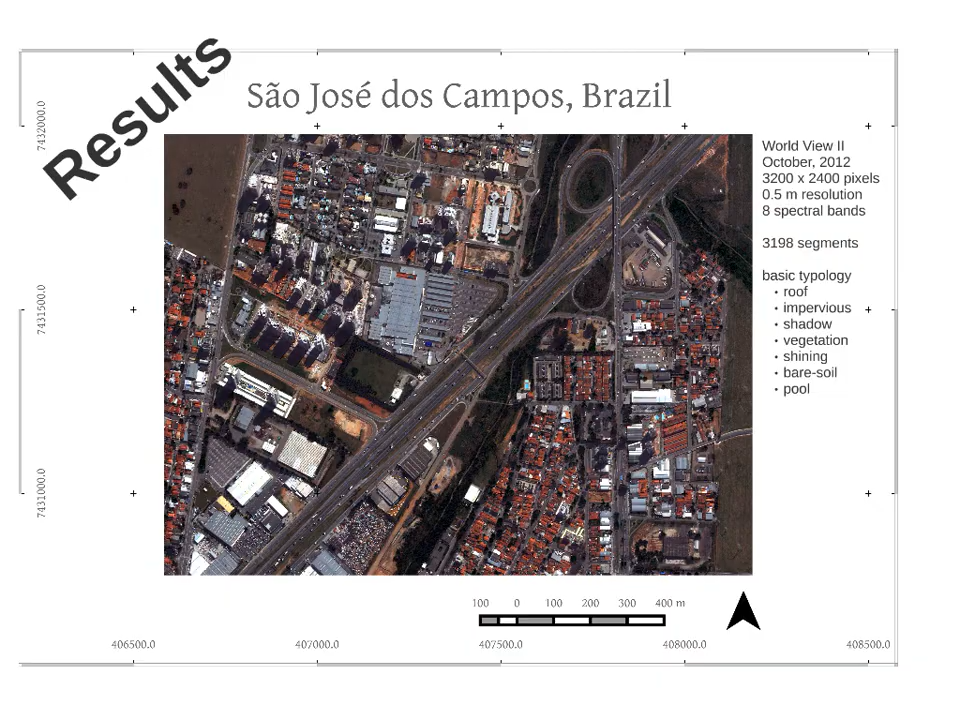 Results
São José dos Campos, Brazil
7432000.0
7431500.0
7431000.0
World View II
October, 2012
3200 x 2400 pixels
0.5 m resolution
8 spectral bands
3198 segments
basic typology
• roof
• impervious
• shadow
• vegetation
• shining
• bare-soil
• pool
100 0 100 200 300 400 m
406500.0 407000.0 407500.0 408000.0 408500.0